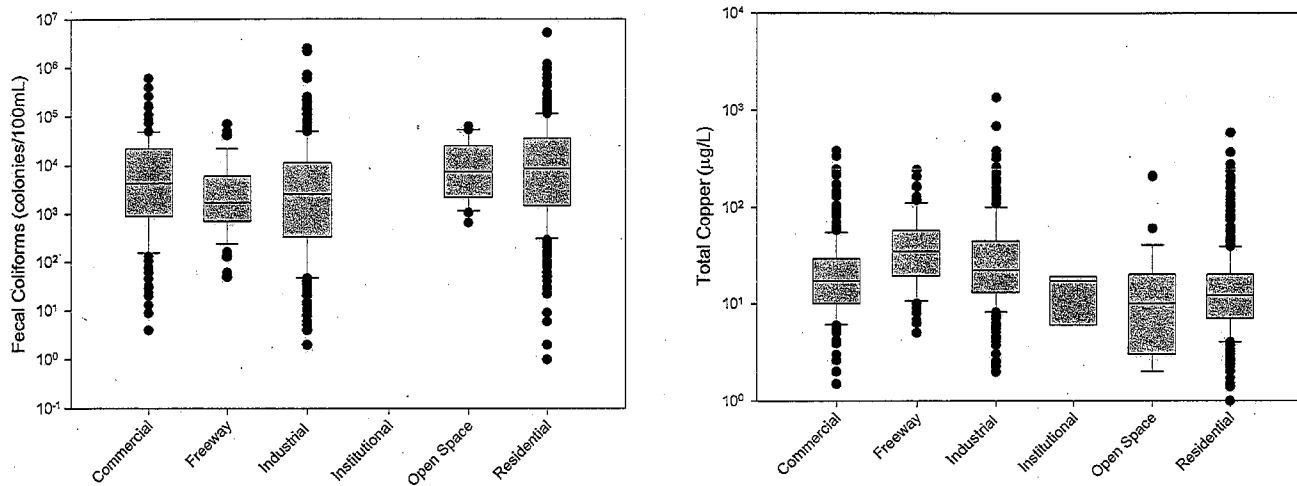 Fecal Coliforms (colonies/100mL)
10⁷
10⁶
10⁵
10⁴
10³
10²
10¹
10⁰
10⁻¹
Commercial
Freeway
Industrial
Institutional
Open Space
Residential
Total Copper (µg/L)
10⁴
10³
10²
10¹
10⁰
Commercial
Freeway
Industrial
Institutional
Open Space
Residential